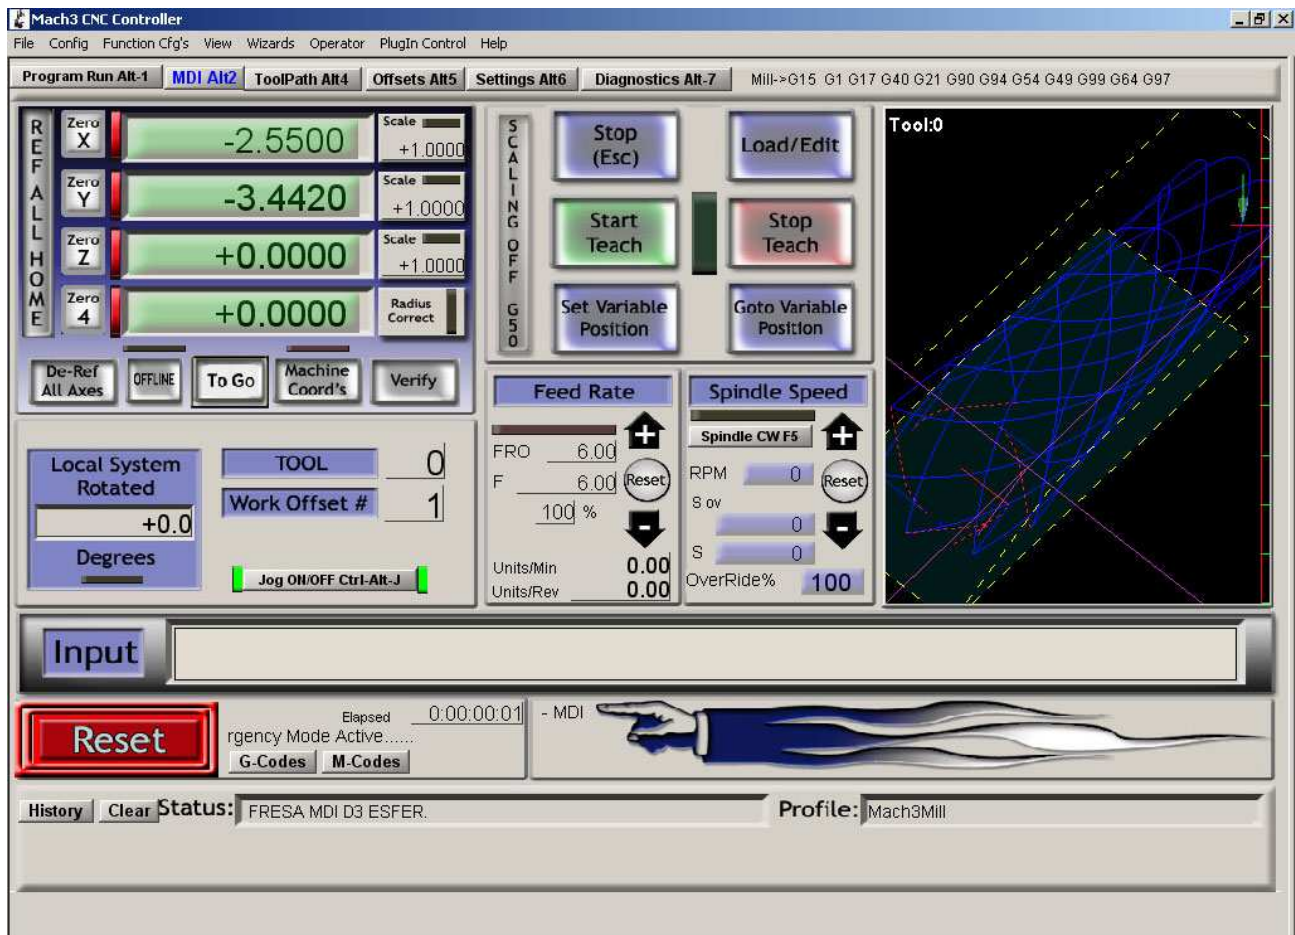 Mach3 CNC Controller
File Config Function Cfg's View Wizards Operator PlugIn Control Help
Program Run Alt-1 MDI Alt2 ToolPath Alt4 Offsets Alt5 Settings Alt6 Diagnostics Alt-7 Mill->G15 G1 G17 G40 G21 G90 G94 G54 G49 G99 G64 G97
REF ALL HOME
Zero X -2.5500 Scale +1.0000
Zero Y -3.4420 Scale +1.0000
Zero Z +0.0000 Scale +1.0000
Zero 4 +0.0000 Radius Correct
De-Ref All Axes OFFLINE To Go Machine Coord's Verify
SCALING OFF G50
Stop (Esc) Load/Edit
Start Teach Stop Teach
Set Variable Position Goto Variable Position
Tool:0
Local System Rotated
+0.0
Degrees
TOOL 0
Work Offset # 1
Jog ON/OFF Ctrl-Alt-J
Feed Rate
FRO 6.00
F 6.00 Reset
100 %
Units/Min 0.00
Units/Rev 0.00
Spindle Speed
Spindle CW F5
RPM 0 Reset
S ov
0
S 0
OverRide% 100
Input
Reset
Elapsed 0:00:00:01
rgency Mode Active......
G-Codes M-Codes
- MDI
History Clear Status: FRESA MDI D3 ESFER. Profile: Mach3Mill